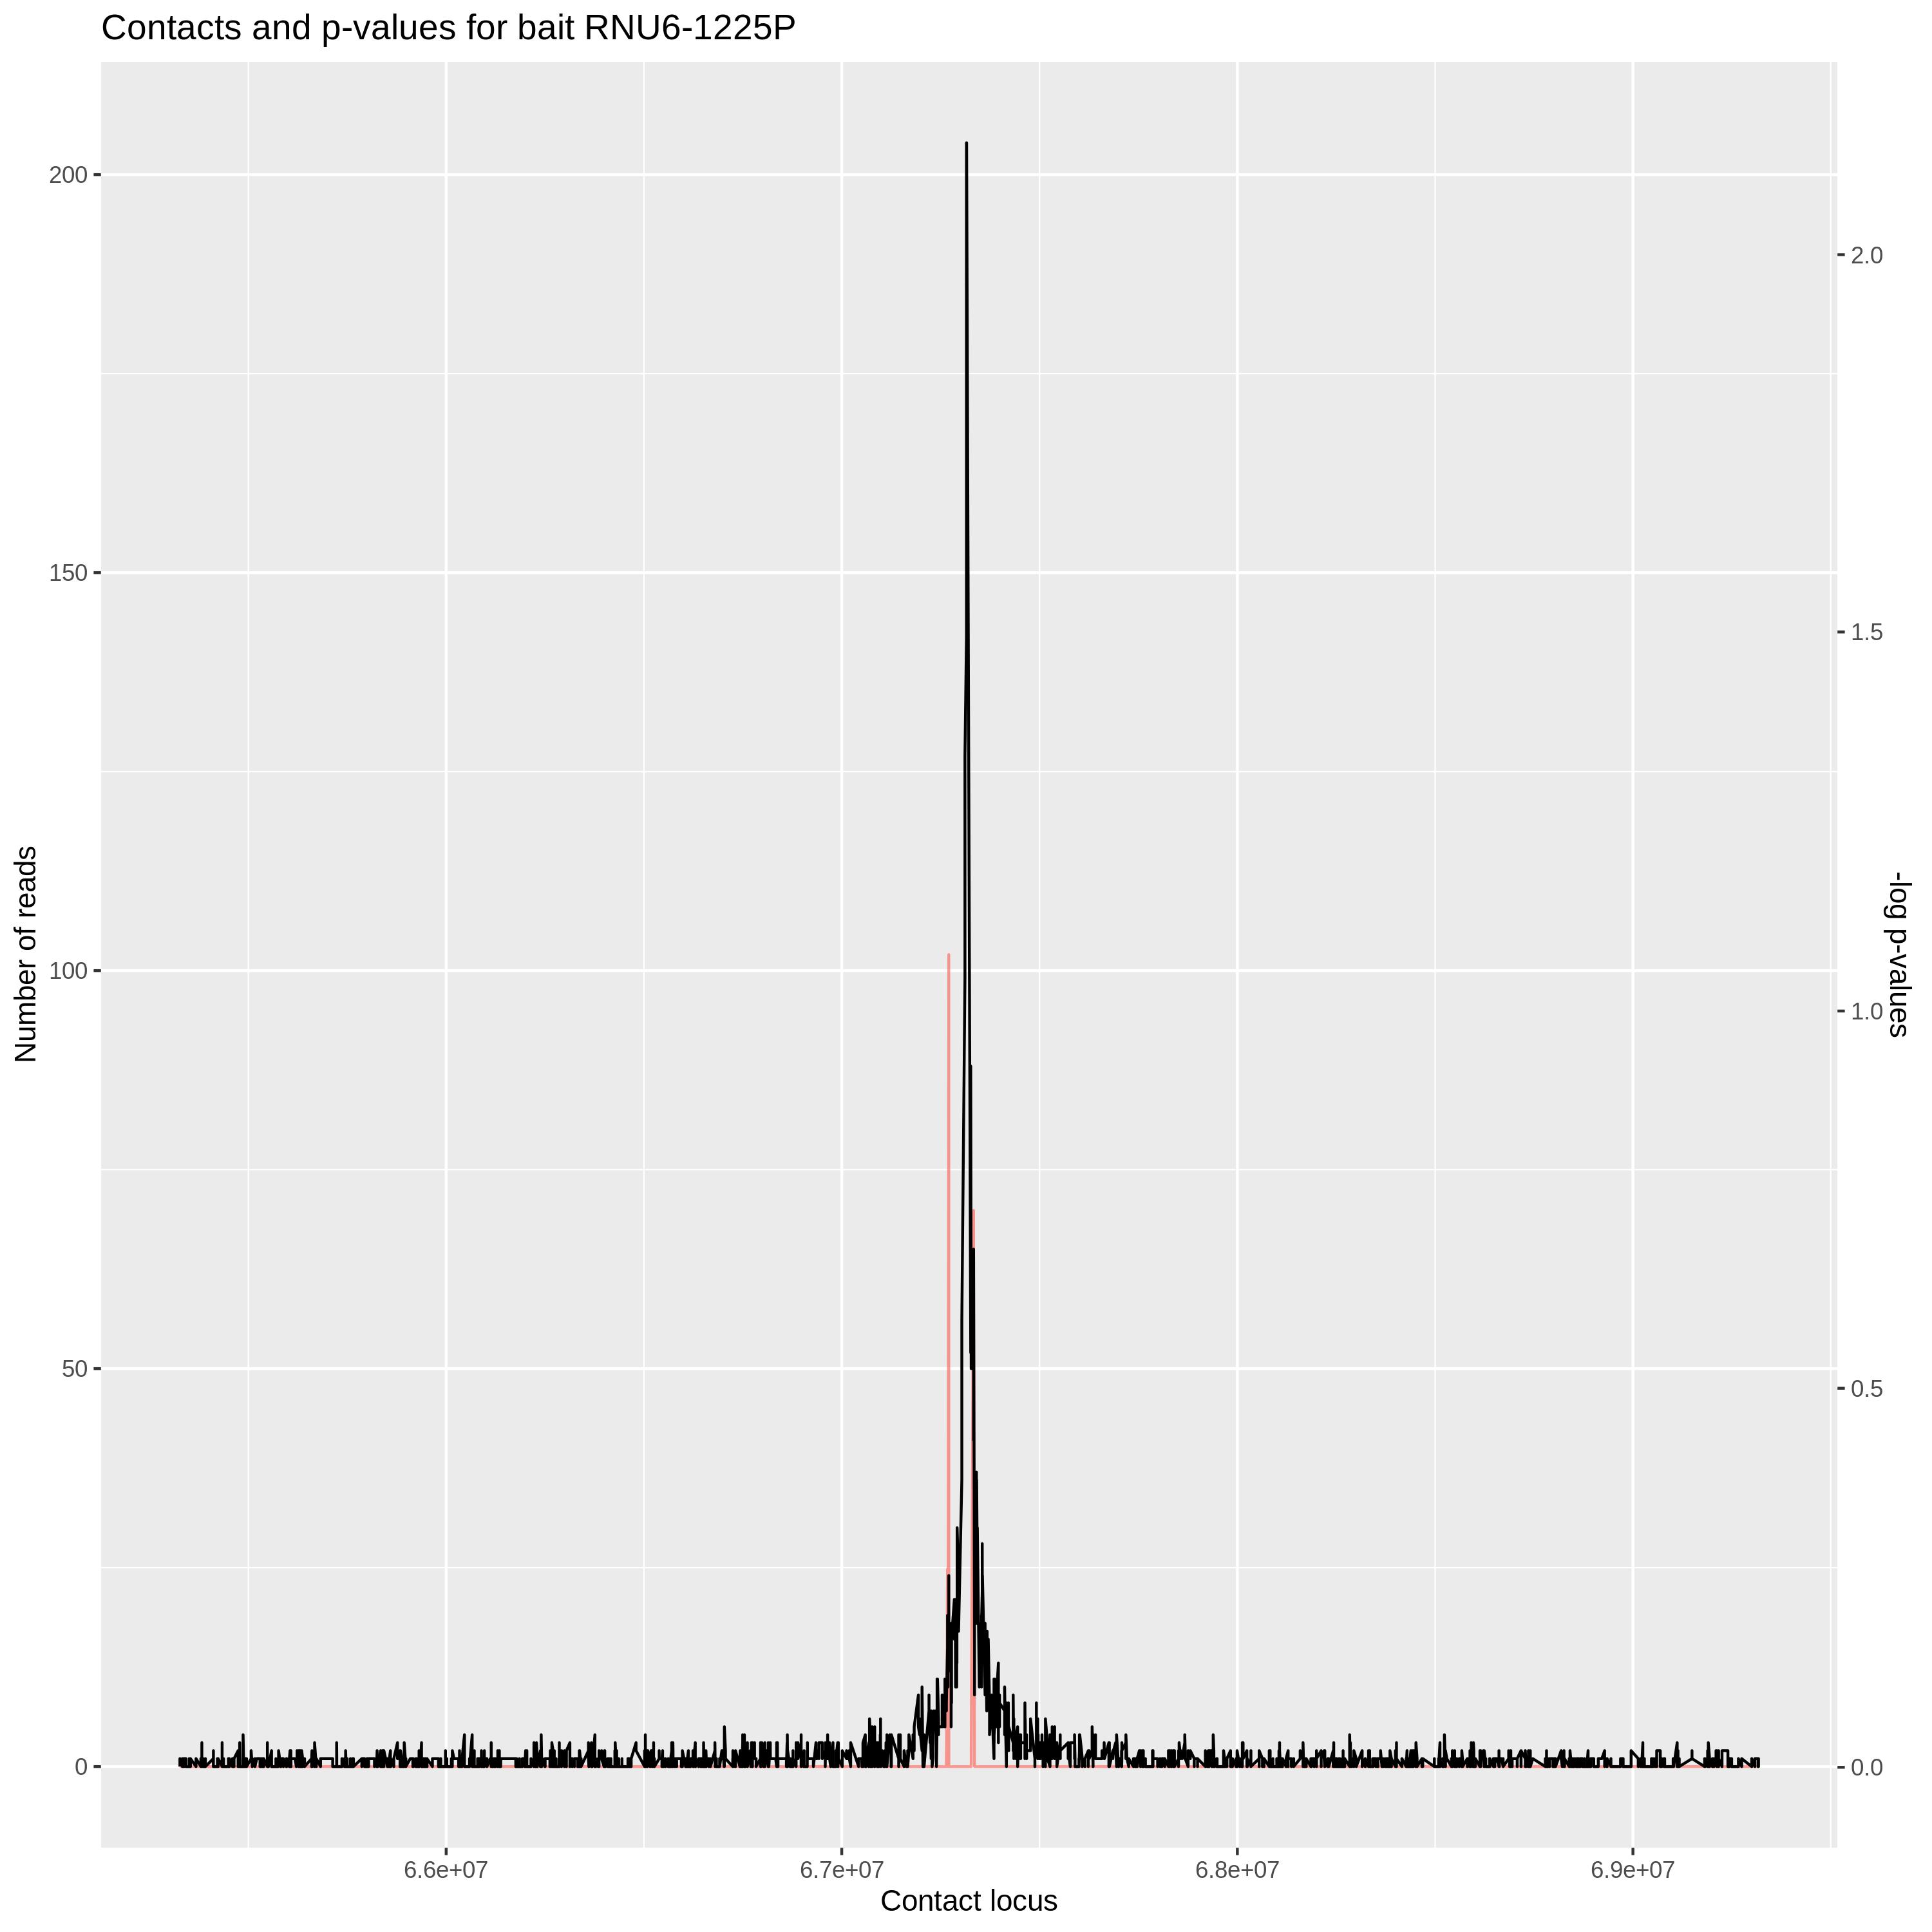 Contacts and p-values for bait RNU6-1225P
200
150
100
50
0
Number of reads
2.0
1.5
1.0
0.5
0.0
-log p-values
6.6e+07
6.7e+07
6.8e+07
6.9e+07
Contact locus